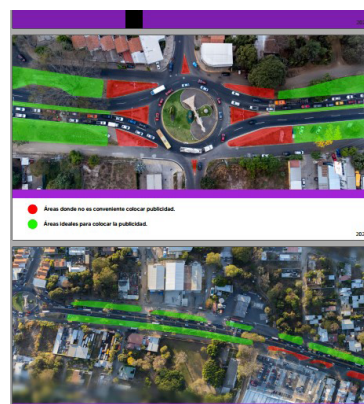 Áreas donde no es conveniente colocar publicidad.
Áreas ideales para colocar la publicidad.